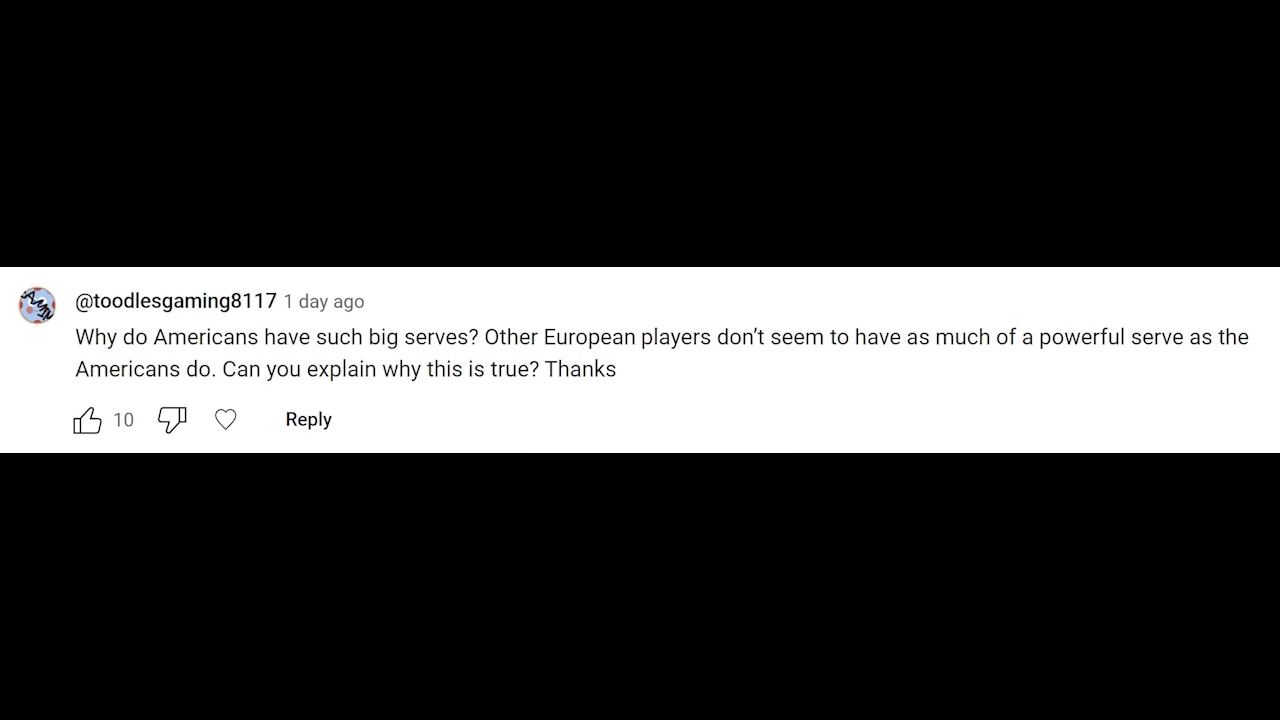 @toodlesgaming8117 1 day ago
Why do Americans have such big serves? Other European players don’t seem to have as much of a powerful serve as the
Americans do. Can you explain why this is true? Thanks
10 Reply